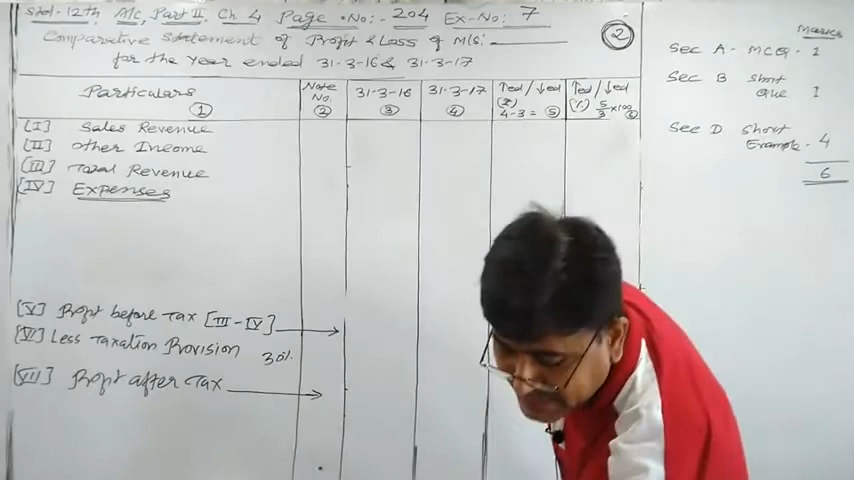 Std-12th A/c, Part II, Ch. 4 Page No:- 204 Ex-No: 7
Comparative Statement of Profit & Loss of M/S:
for the Year ended 31-3-16 & 31-3-17
2
Particulars
1
Note No.
2
31-3-16
3
31-3-17
4
↑ed/↓ed
(₹)
4-3 = 5
↑ed/↓ed
(%) 5/3 x100 6
[I] Sales Revenue
[II] Other Income
[III] Total Revenue
[IV] Expenses
[V] Profit before Tax [III-IV]
[VI] Less Taxation Provision 30%
[VII] Profit after Tax
Marks
Sec A - MCQ - 1
Sec B Short
Que 1
Sec D Short
Example - 4
6